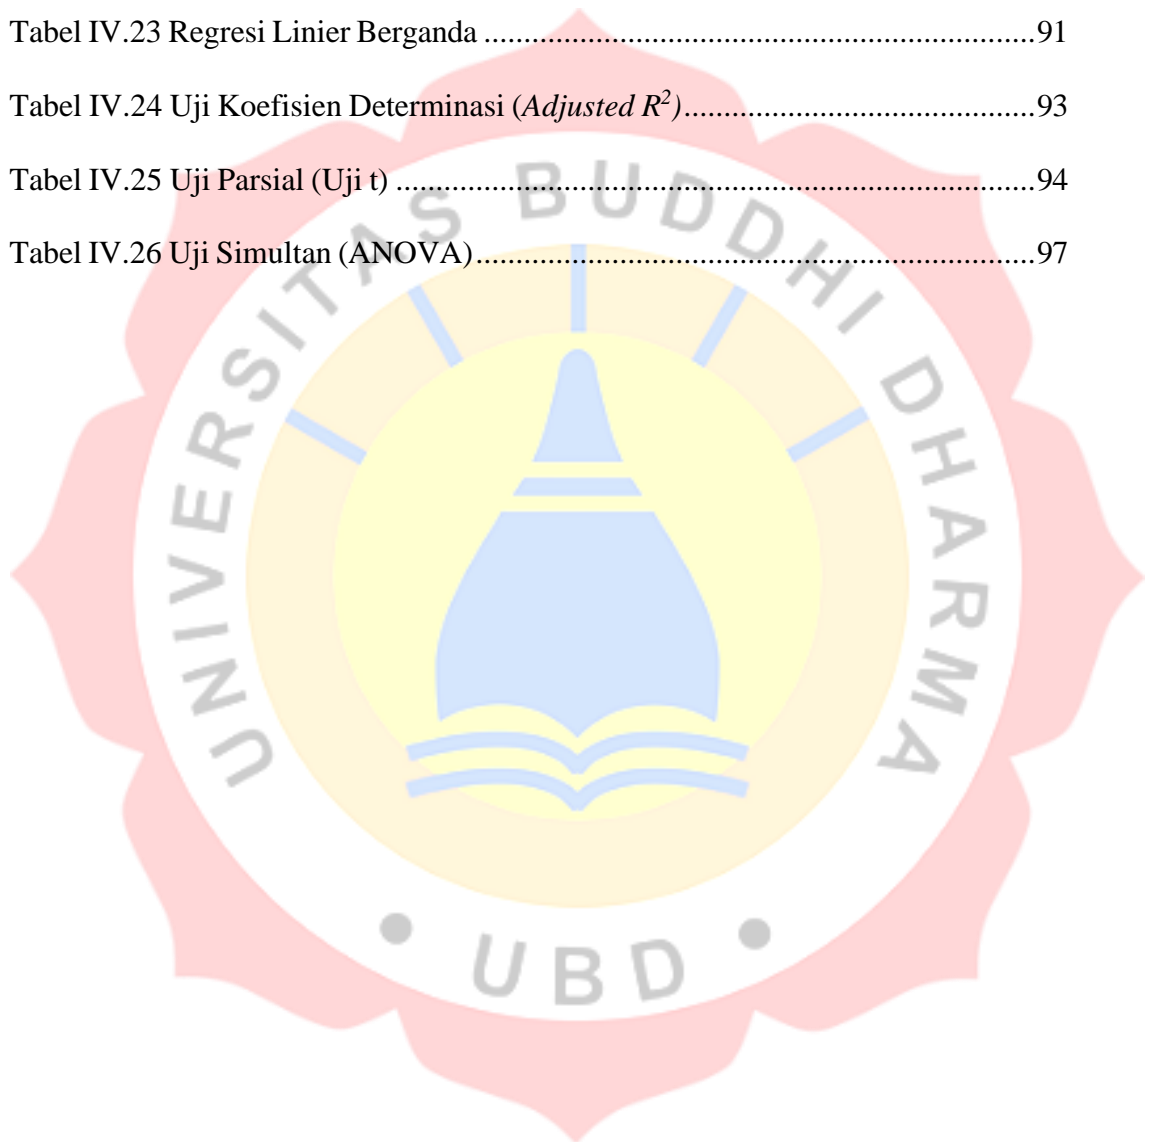 Tabel IV.23 Regresi Linier Berganda ......................................................................91
Tabel IV.24 Uji Koefisien Determinasi (Adjusted R²)............................................93
Tabel IV.25 Uji Parsial (Uji t) .................................................................................94
Tabel IV.26 Uji Simultan (ANOVA).......................................................................97
UNIVERSITAS BUDDHI DHARMA
• UBD •